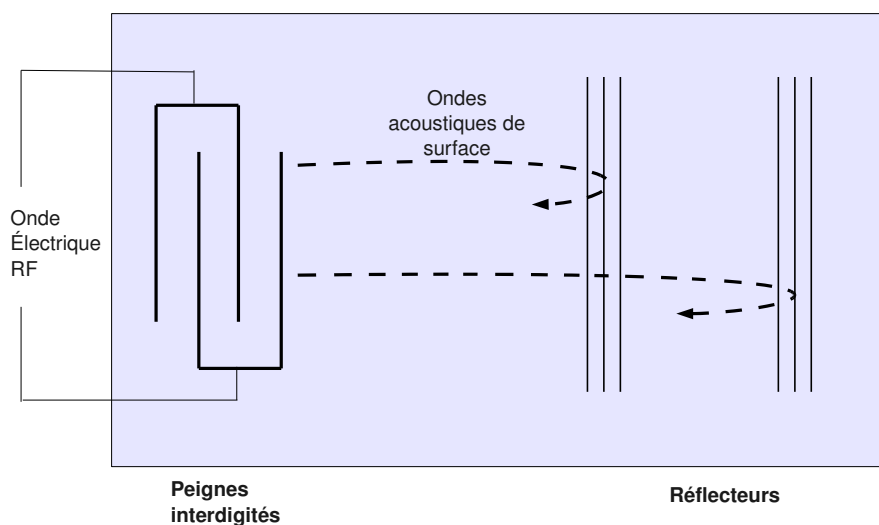 Ondes
acoustiques de
surface
Onde
Électrique
RF
Peignes
interdigités
Réflecteurs